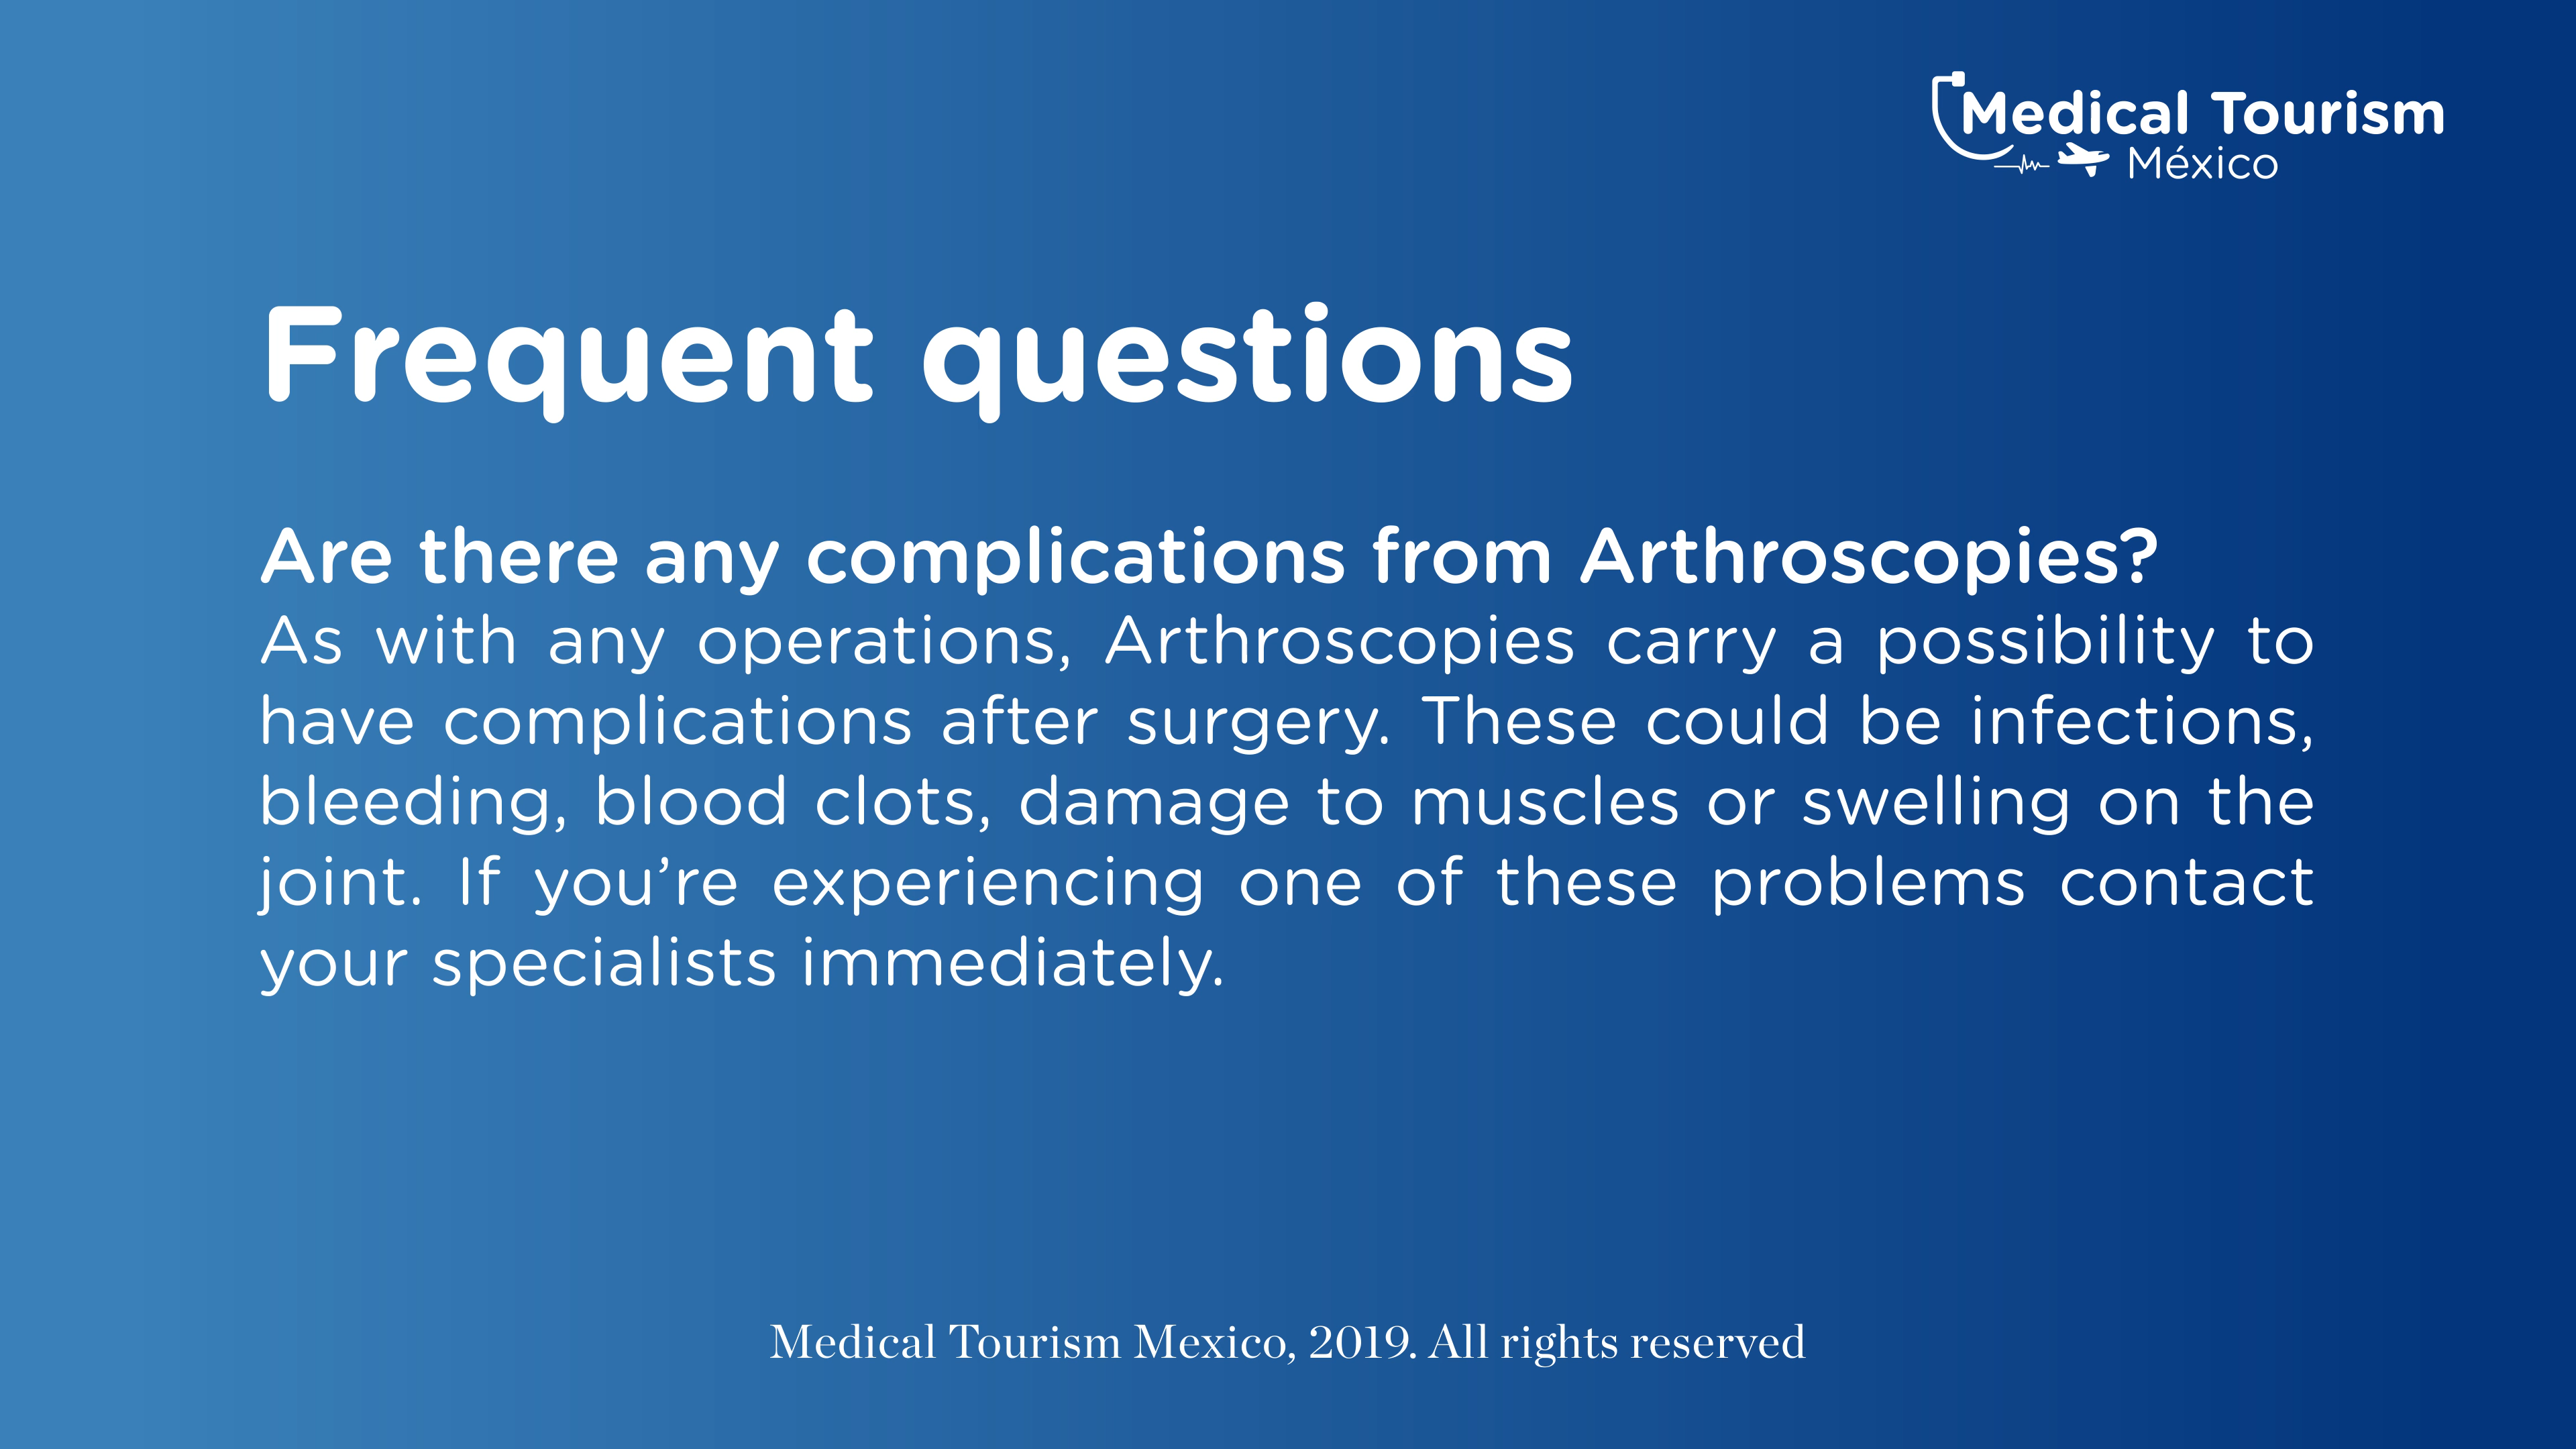 Medical Tourism
México
Frequent questions
Are there any complications from Arthroscopies?
As with any operations, Arthroscopies carry a possibility to
have complications after surgery. These could be infections,
bleeding, blood clots, damage to muscles or swelling on the
joint. If you’re experiencing one of these problems contact
your specialists immediately.
Medical Tourism Mexico, 2019. All rights reserved